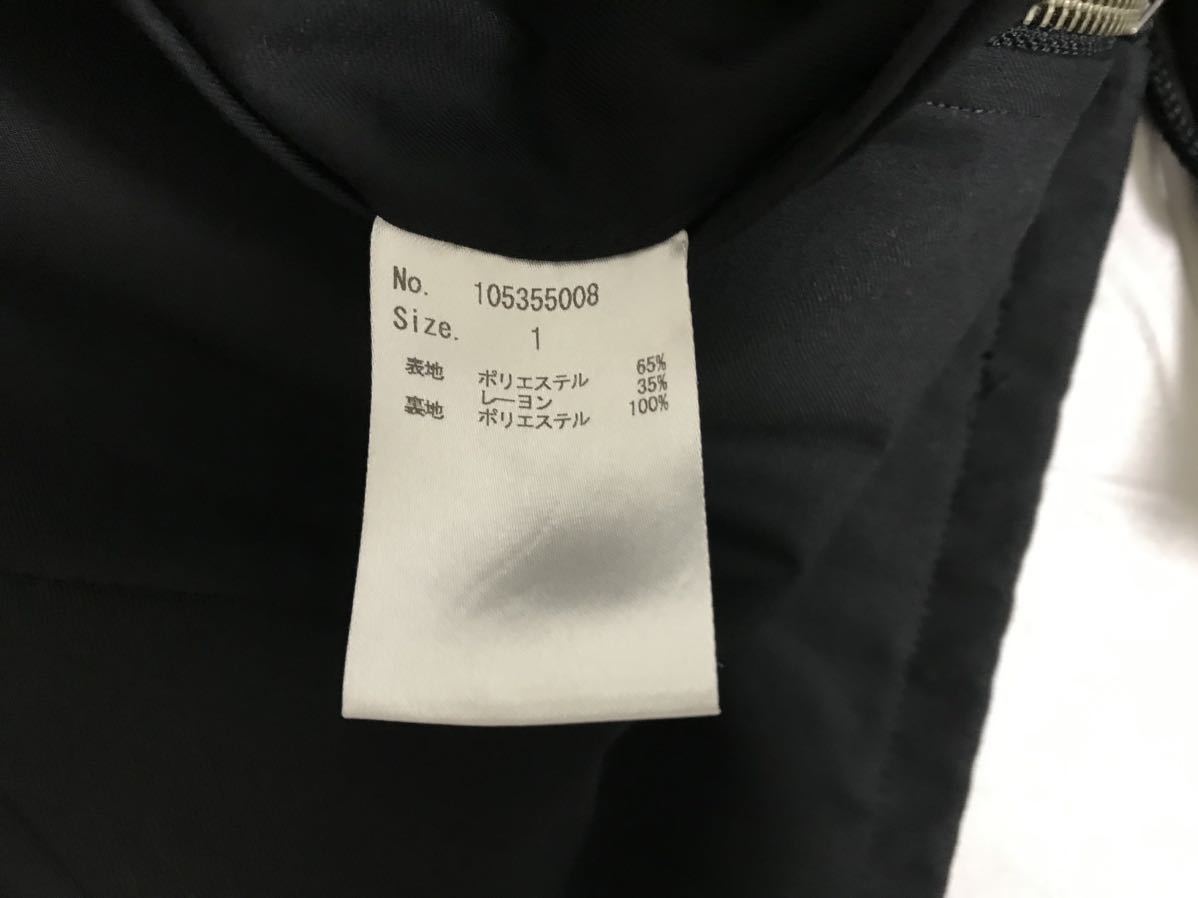 No. 105355008
Size. 1
表地 ポリエステル 65%
レーヨン 35%
裏地 ポリエステル 100%